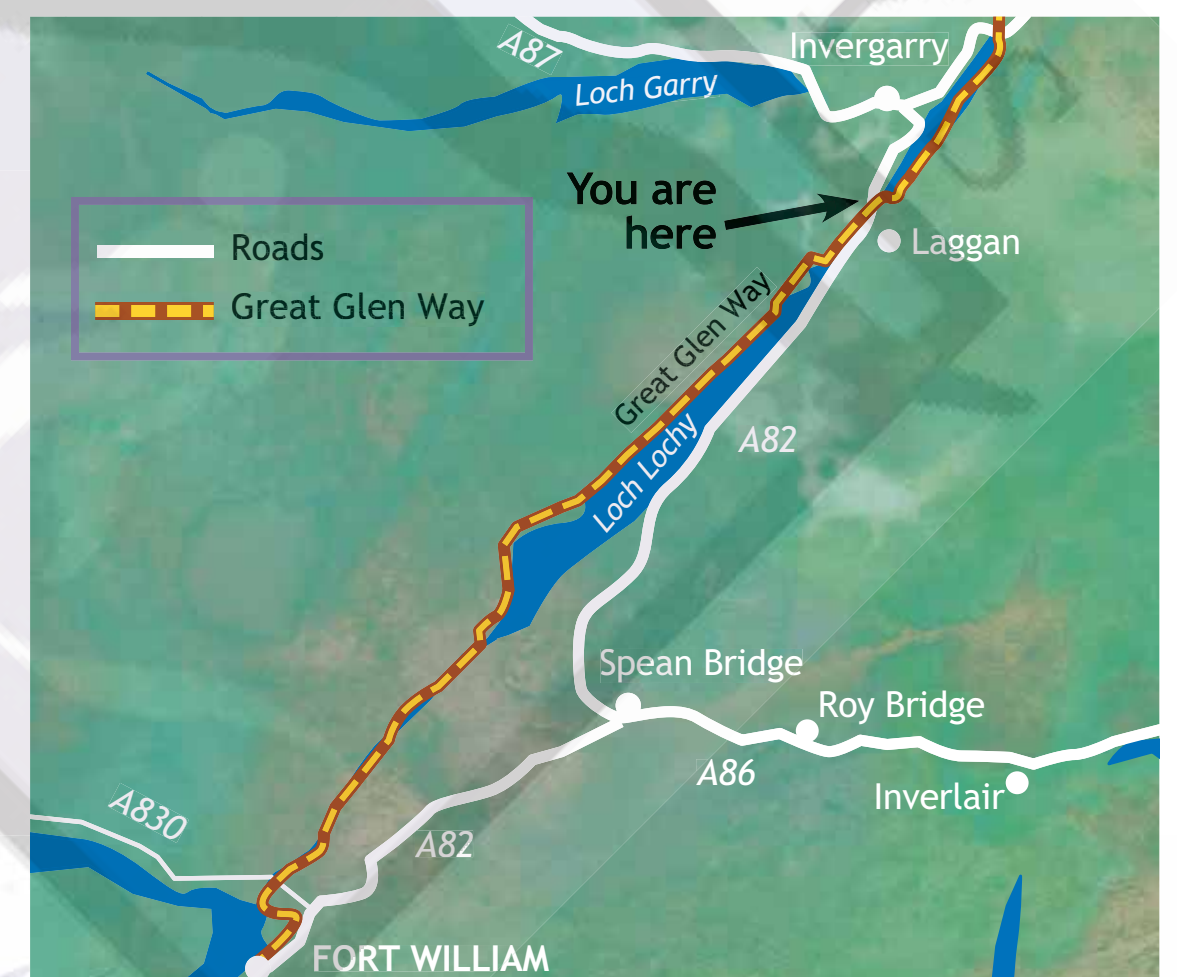 A87
Invergarry
Loch Garry
You are
here
Roads
Laggan
Great Glen Way
Great Glen Way
A82
Loch Lochy
Spean Bridge
Roy Bridge
A86
Inverlair
A830
A82
FORT WILLIAM